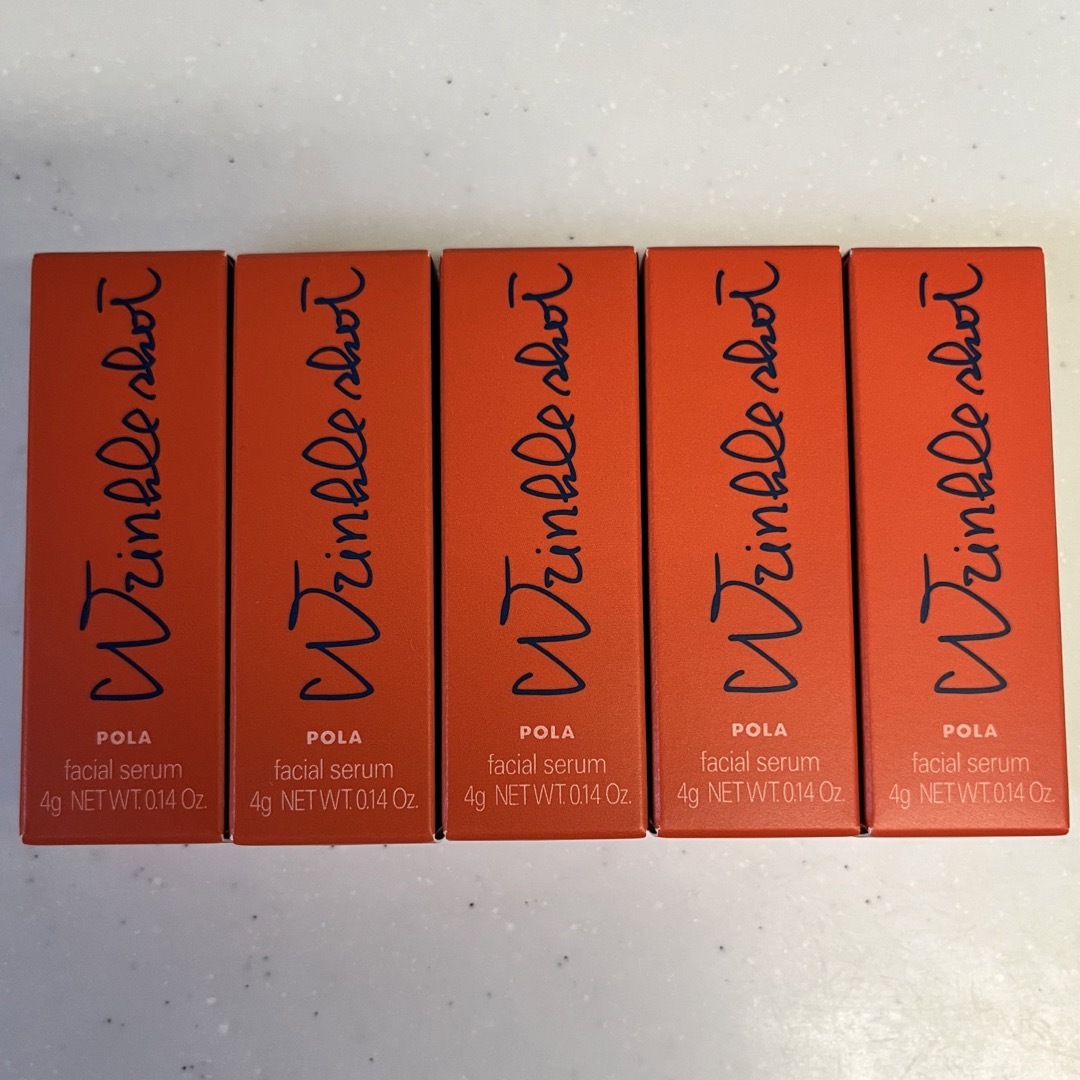 Wrinkle shot
POLA
facial serum
4g NET WT. 0.14 Oz.
Wrinkle shot
POLA
facial serum
4g NET WT. 0.14 Oz.
Wrinkle shot
POLA
facial serum
4g NET WT. 0.14 Oz.
Wrinkle shot
POLA
facial serum
4g NET WT. 0.14 Oz.
Wrinkle shot
POLA
facial serum
4g NET WT. 0.14 Oz.